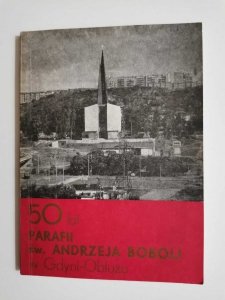 50 lat
PARAFII
św. ANDRZEJA BOBOLI
w Gdyni-Obłużu